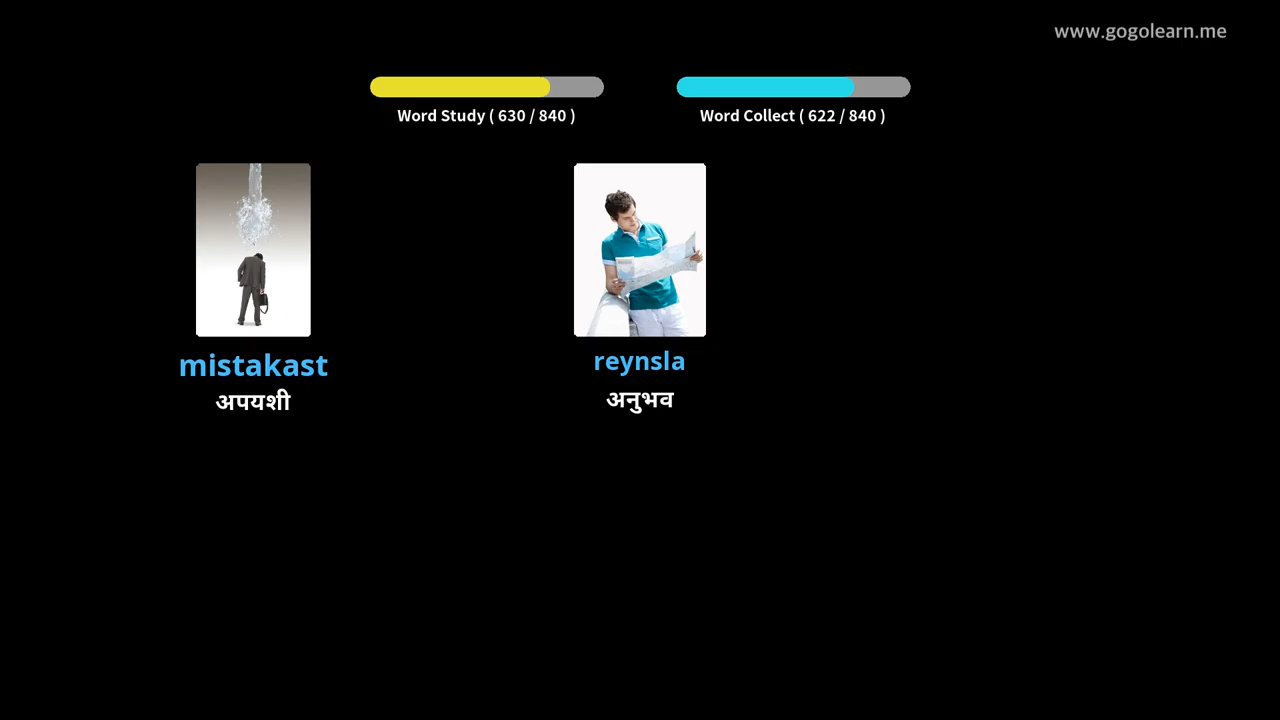 www.gogolearn.me
Word Study ( 630 / 840 )
Word Collect ( 622 / 840 )
mistakast
अपयशी
reynsla
अनुभव